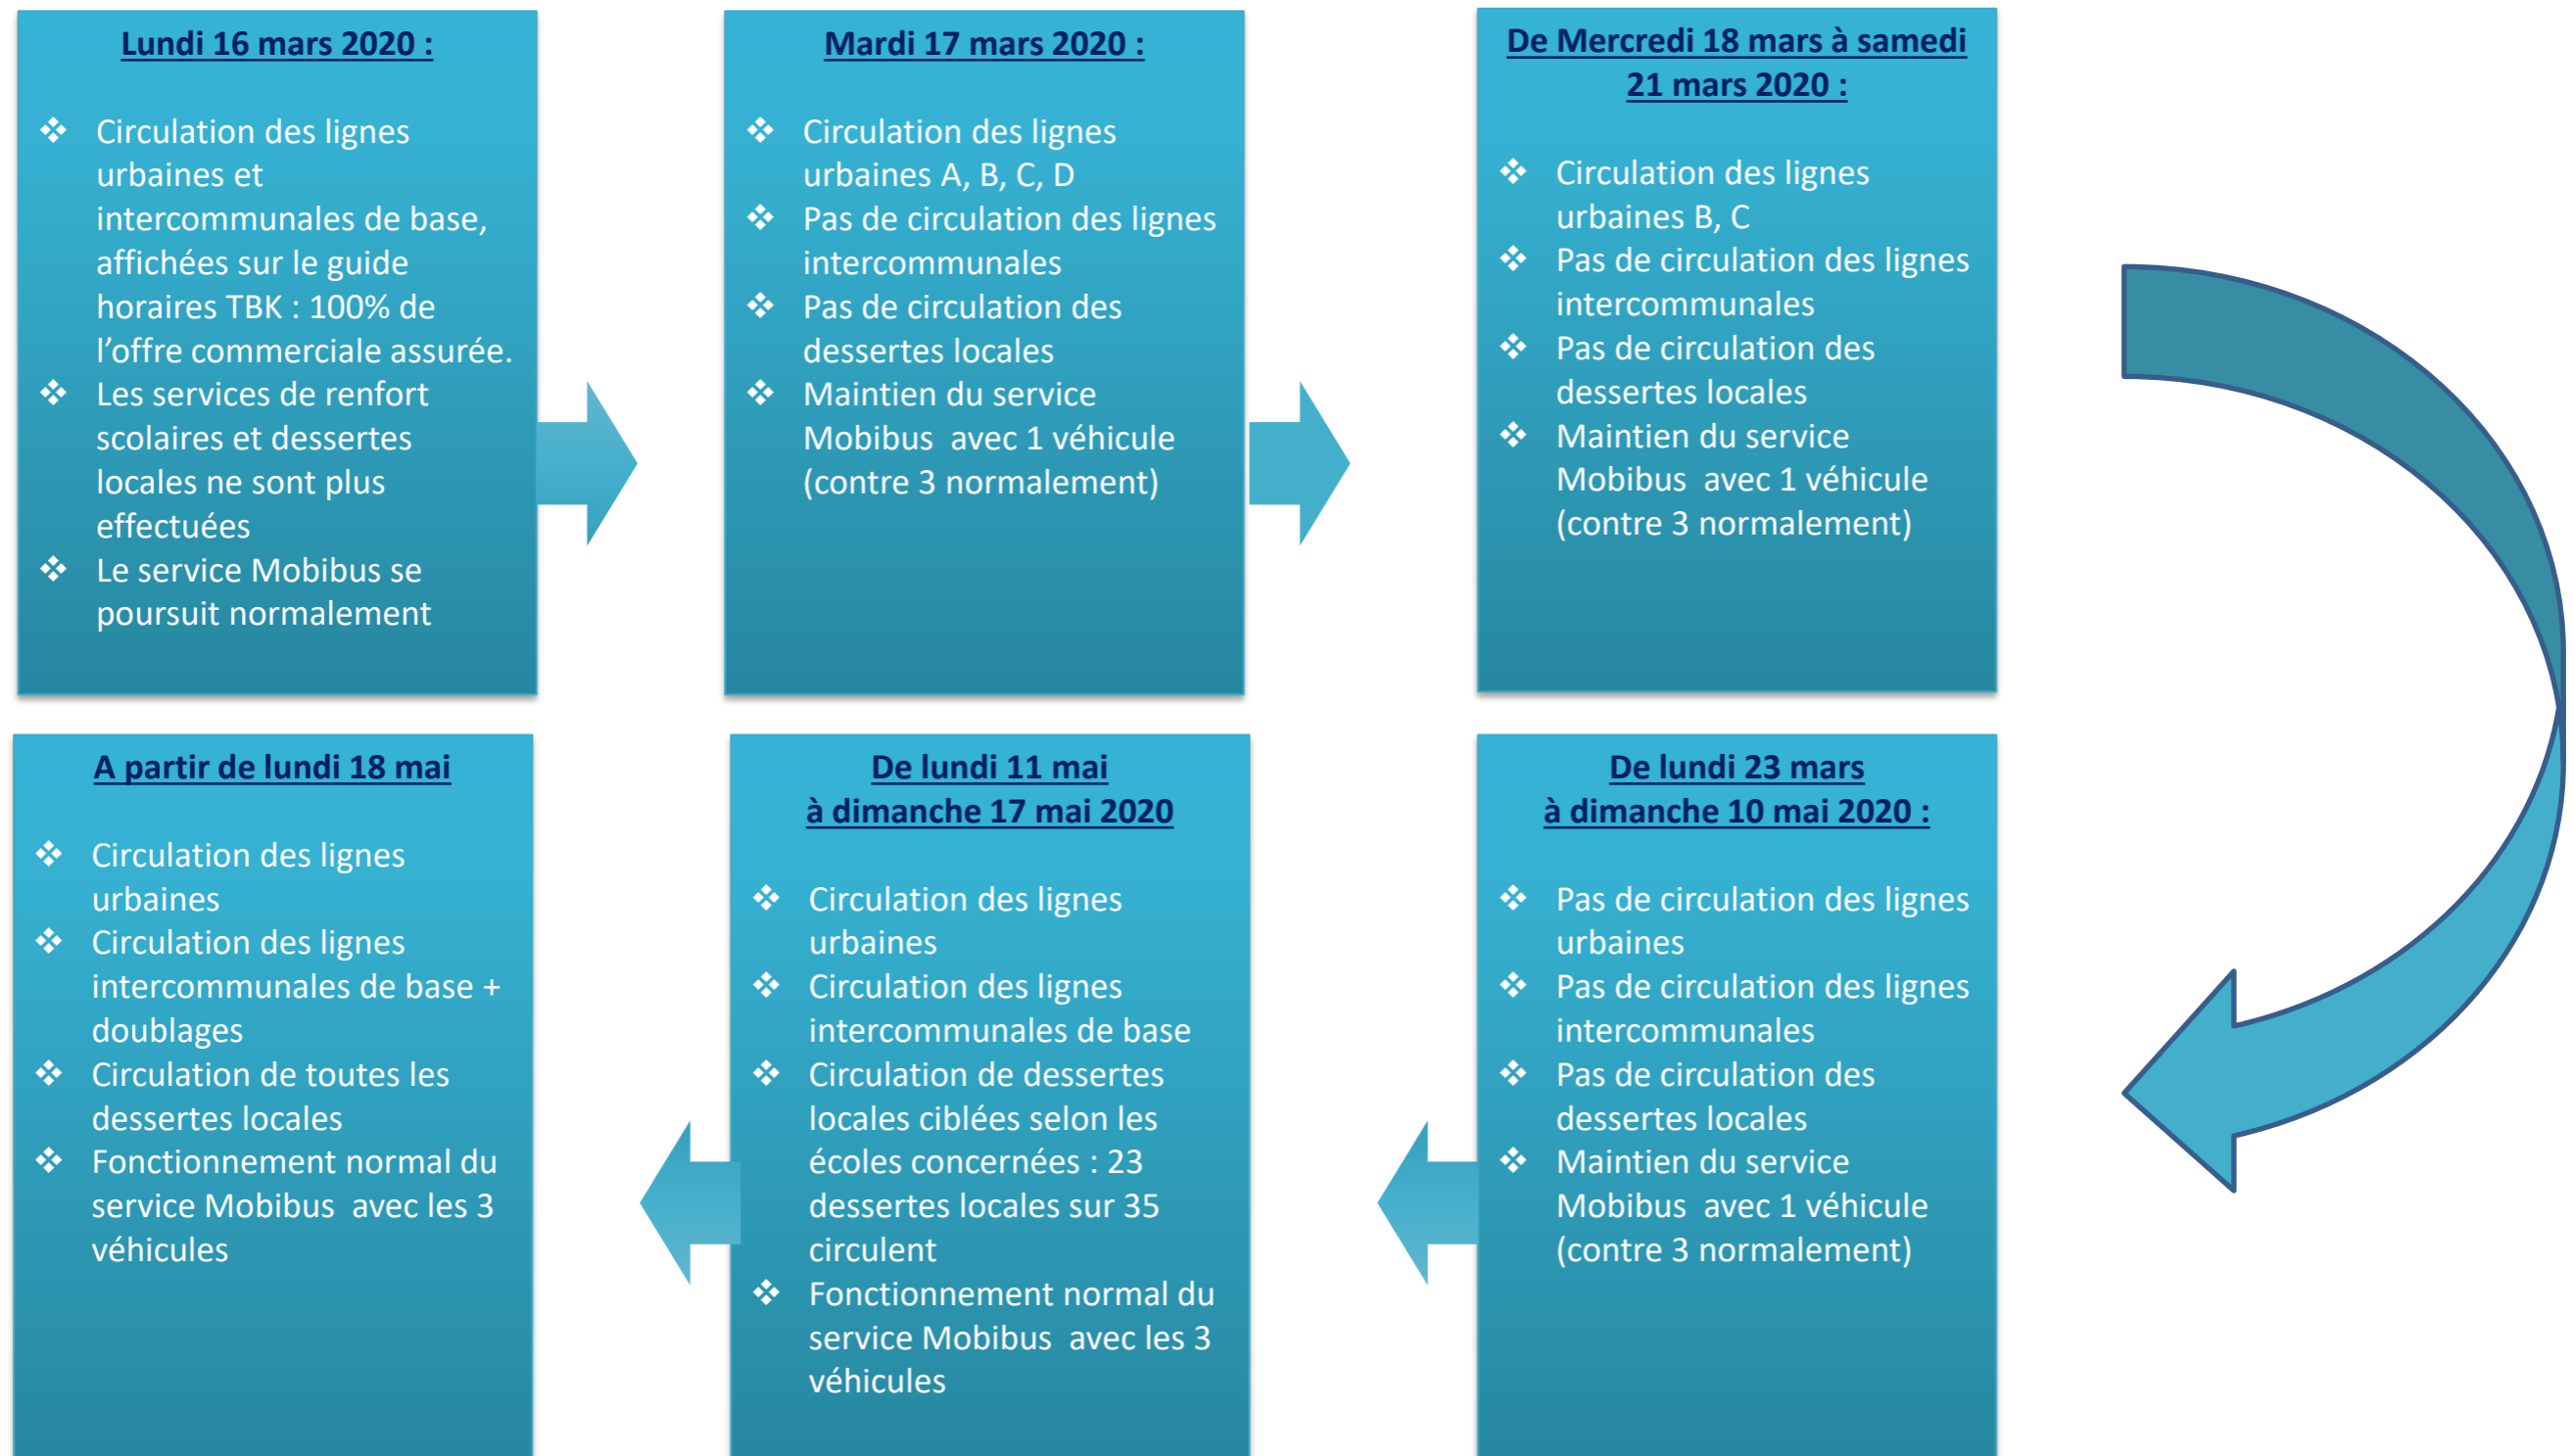 Lundi 16 mars 2020 :
❖ Circulation des lignes
urbaines et
intercommunales de base,
affichées sur le guide
horaires TBK : 100% de
l’offre commerciale assurée.
❖ Les services de renfort
scolaires et dessertes
locales ne sont plus
effectuées
❖ Le service Mobibus se
poursuit normalement
Mardi 17 mars 2020 :
❖ Circulation des lignes
urbaines A, B, C, D
❖ Pas de circulation des lignes
intercommunales
❖ Pas de circulation des
dessertes locales
❖ Maintien du service
Mobibus avec 1 véhicule
(contre 3 normalement)
De Mercredi 18 mars à samedi
21 mars 2020 :
❖ Circulation des lignes
urbaines B, C
❖ Pas de circulation des lignes
intercommunales
❖ Pas de circulation des
dessertes locales
❖ Maintien du service
Mobibus avec 1 véhicule
(contre 3 normalement)
De lundi 23 mars
à dimanche 10 mai 2020 :
❖ Pas de circulation des lignes
urbaines
❖ Pas de circulation des lignes
intercommunales
❖ Pas de circulation des
dessertes locales
❖ Maintien du service
Mobibus avec 1 véhicule
(contre 3 normalement)
De lundi 11 mai
à dimanche 17 mai 2020
❖ Circulation des lignes
urbaines
❖ Circulation des lignes
intercommunales de base
❖ Circulation de dessertes
locales ciblées selon les
écoles concernées : 23
dessertes locales sur 35
circulent
❖ Fonctionnement normal du
service Mobibus avec les 3
véhicules
A partir de lundi 18 mai
❖ Circulation des lignes
urbaines
❖ Circulation des lignes
intercommunales de base +
doublages
❖ Circulation de toutes les
dessertes locales
❖ Fonctionnement normal du
service Mobibus avec les 3
véhicules